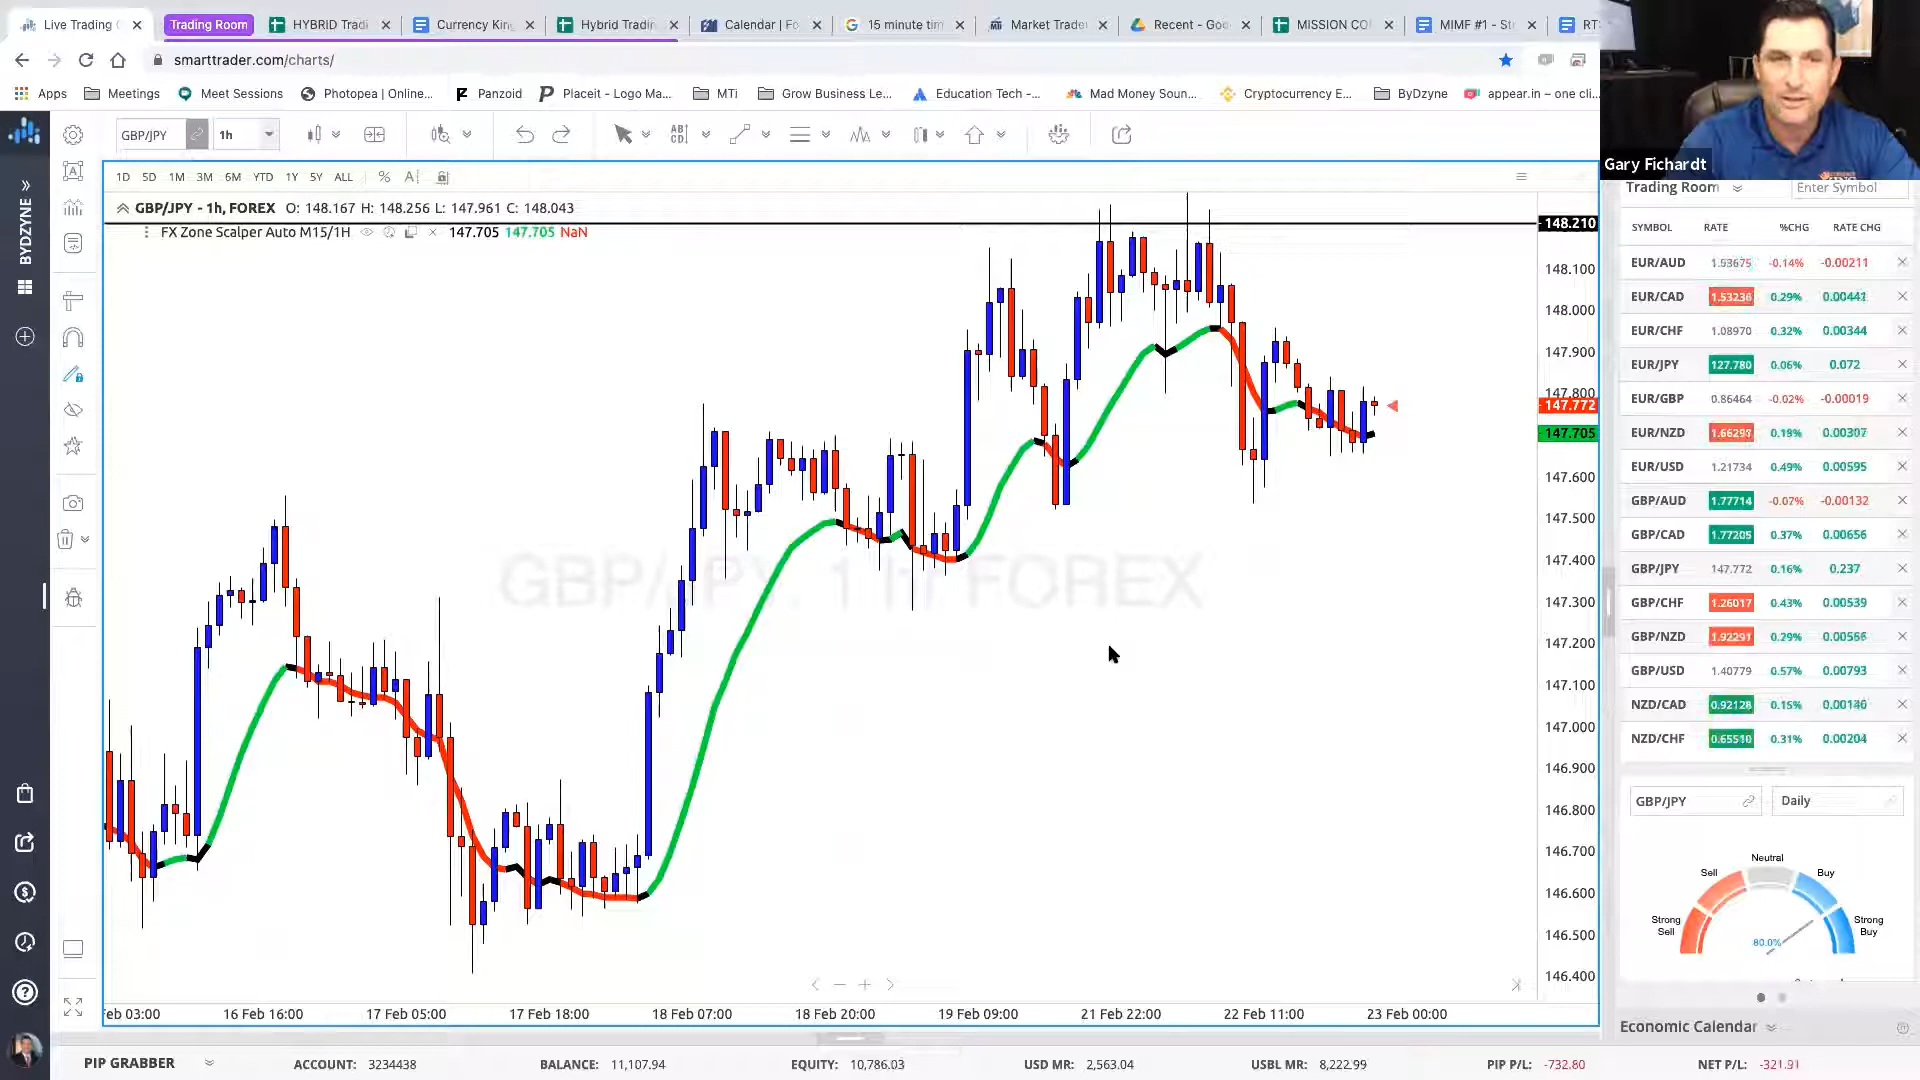 Live Trading
Trading Room
HYBRID Tradi
Currency King
Hybrid Trading
Calendar | Fo
15 minute tim
Market Trade
Recent - Goo
MISSION CO
MIMF #1 - St
RT
smarttrader.com/charts/
Apps
Meetings
Meet Sessions
Photopea | Online...
Panzoid
Placeit - Logo Ma...
MTi
Grow Business Le...
Education Tech -...
Mad Money Soun...
Cryptocurrency E...
ByDzyne
appear.in – one cli...
Gary Fichardt
BYDZYNE
GBP/JPY
1h
1D 5D 1M 3M 6M YTD 1Y 5Y ALL %
GBP/JPY - 1h, FOREX O: 148.167 H: 148.256 L: 147.961 C: 148.043
FX Zone Scalper Auto M15/1H 147.705 147.705 NaN
GBP/JPY, 1 h FOREX
148.210
148.100
148.000
147.900
147.800
147.772
147.705
147.600
147.500
147.400
147.300
147.200
147.100
147.000
146.900
146.800
146.700
146.600
146.500
146.400
eb 03:00
16 Feb 16:00
17 Feb 05:00
17 Feb 18:00
18 Feb 07:00
18 Feb 20:00
19 Feb 09:00
21 Feb 22:00
22 Feb 11:00
23 Feb 00:00
Trading Room
Enter Symbol
SYMBOL RATE %CHG RATE CHG
EUR/AUD 1.53675 -0.14% -0.00211
EUR/CAD 1.53236 0.29% 0.00441
EUR/CHF 1.08970 0.32% 0.00344
EUR/JPY 127.780 0.06% 0.072
EUR/GBP 0.86464 -0.02% -0.00019
EUR/NZD 1.66293 0.18% 0.00307
EUR/USD 1.21734 0.49% 0.00595
GBP/AUD 1.77714 -0.07% -0.00132
GBP/CAD 1.77205 0.37% 0.00656
GBP/JPY 147.772 0.16% 0.237
GBP/CHF 1.26017 0.43% 0.00539
GBP/NZD 1.92291 0.29% 0.00556
GBP/USD 1.40779 0.57% 0.00793
NZD/CAD 0.92128 0.15% 0.00140
NZD/CHF 0.65510 0.31% 0.00204
GBP/JPY
Daily
Neutral
Sell
Buy
Strong Sell
Strong Buy
80.0%
Economic Calendar
PIP GRABBER
ACCOUNT: 3234438
BALANCE: 11,107.94
EQUITY: 10,786.03
USD MR: 2,563.04
USBL MR: 8,222.99
PIP P/L: -732.80
NET P/L: -321.91